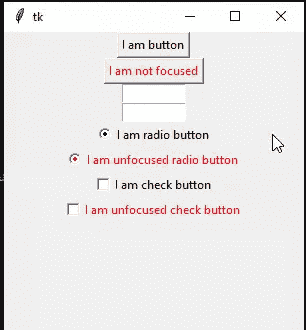 tk
I am button
I am not focused
I am radio button
I am unfocused radio button
I am check button
I am unfocused check button